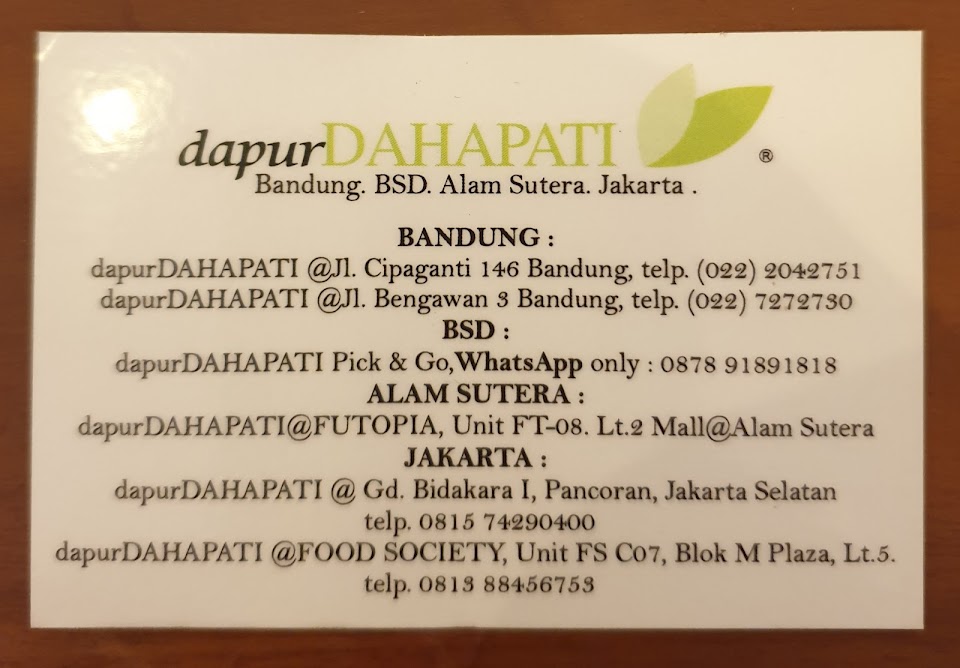 dapurDAHAPATI ®
Bandung. BSD. Alam Sutera. Jakarta .
BANDUNG :
dapurDAHAPATI @Jl. Cipaganti 146 Bandung, telp. (022) 2042751
dapurDAHAPATI @Jl. Bengawan 3 Bandung, telp. (022) 7272730
BSD :
dapurDAHAPATI Pick & Go,WhatsApp only : 0878 91891818
ALAM SUTERA :
dapurDAHAPATI@FUTOPIA, Unit FT-08. Lt.2 Mall@Alam Sutera
JAKARTA :
dapurDAHAPATI @ Gd. Bidakara I, Pancoran, Jakarta Selatan
telp. 0815 74290400
dapurDAHAPATI @FOOD SOCIETY, Unit FS C07, Blok M Plaza, Lt.5.
telp. 0813 88456753